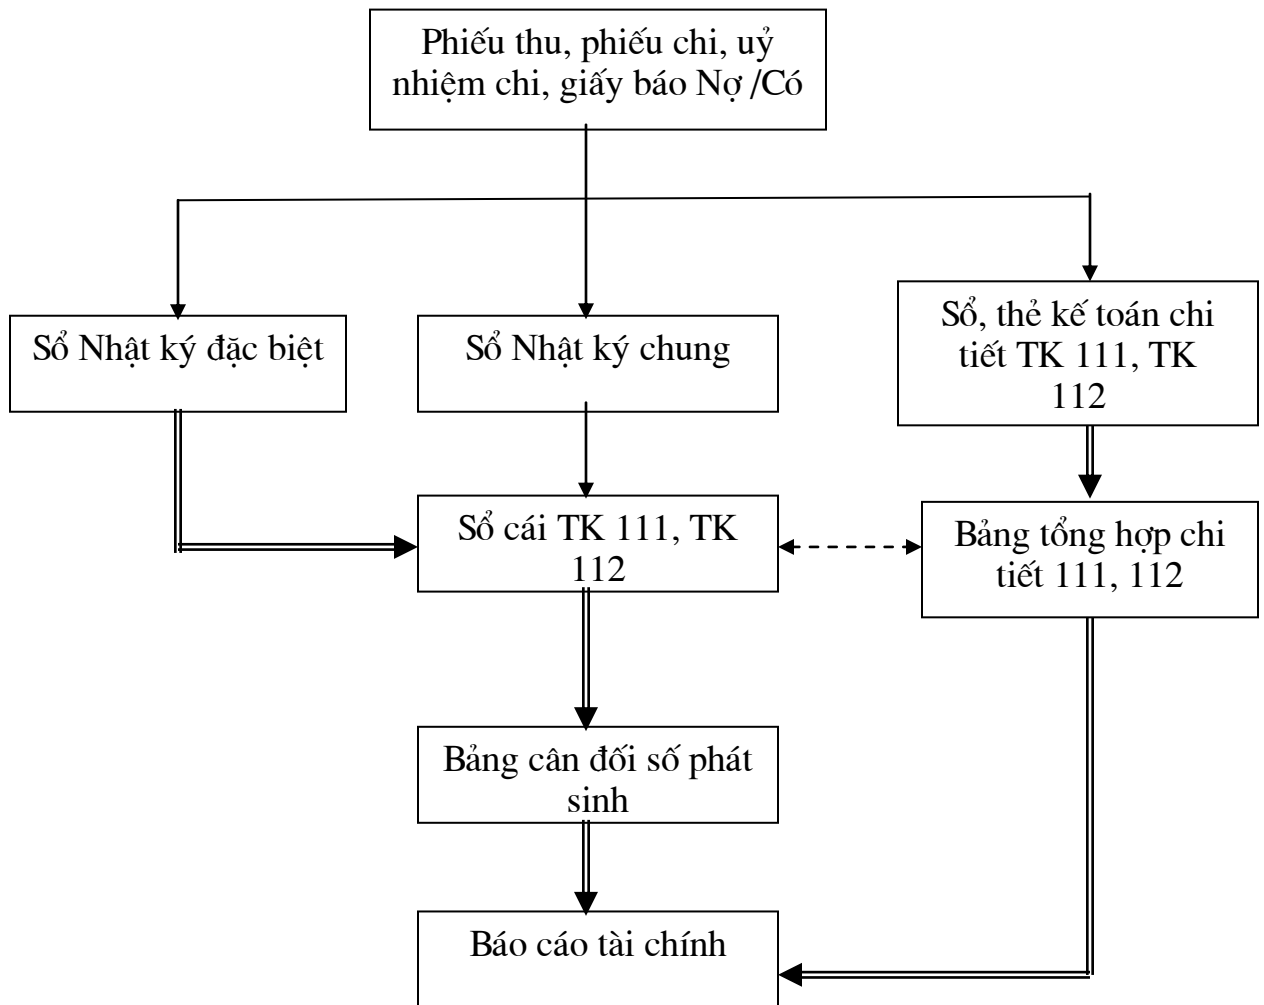 Phiếu thu, phiếu chi, uỷ
nhiệm chi, giấy báo Nợ /Có
Sổ Nhật ký đặc biệt
Sổ Nhật ký chung
Sổ, thẻ kế toán chi
tiết TK 111, TK
112
Sổ cái TK 111, TK
112
Bảng tổng hợp chi
tiết 111, 112
Bảng cân đối số phát
sinh
Báo cáo tài chính